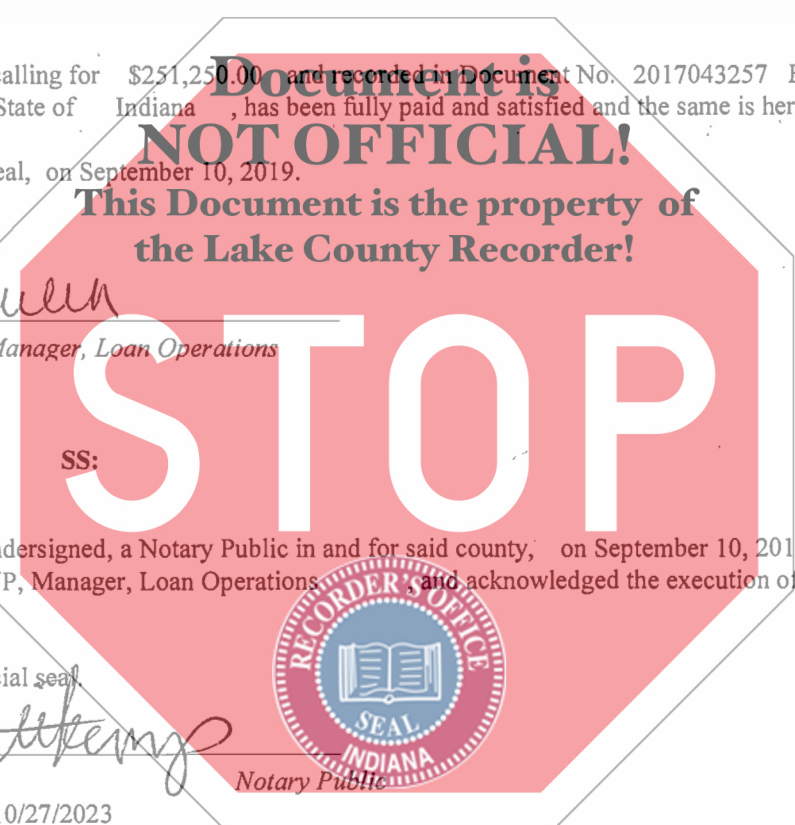 Document is
NOT OFFICIAL!
This Document is the property of
the Lake County Recorder!
STOP
calling for $251,250.00 and recorded in Document No. 2017043257
State of Indiana , has been fully paid and satisfied and the same is
seal, on September 10, 2019.
Manager, Loan Operations
SS:
undersigned, a Notary Public in and for said county, on September 10, 201
VP, Manager, Loan Operations , and acknowledged the execution of
RECORDER'S OFFICE
SEAL
INDIANA
seal.
Notary Public
0/27/2023